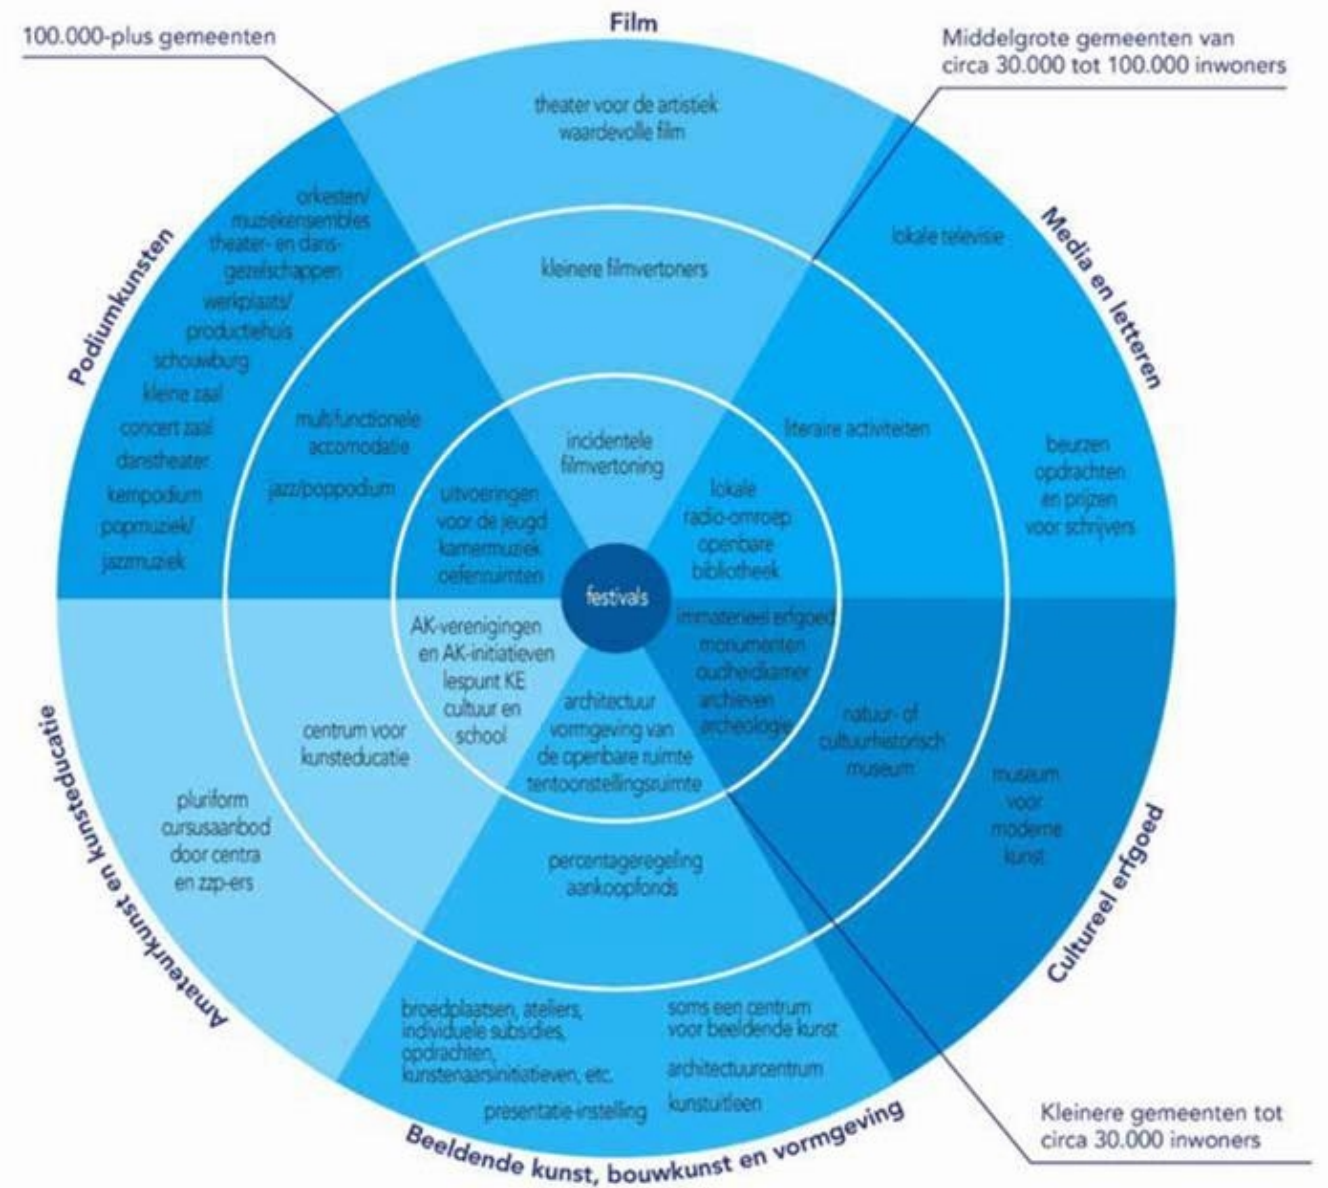 Film
100.000-plus gemeenten
Middelgrote gemeenten van
circa 30.000 tot 100.000 inwoners
theater voor de artistiek
waardevolle film
kleinere filmvertoners
incidentele
filmvertoning
Media en letteren
lokale televisie
beurzen
opdrachten
en prijzen
voor schrijvers
literaire activiteiten
lokale
radio-omroep
openbare
bibliotheek
Cultureel erfgoed
immaterieel erfgoed
monumenten
oudheidkamer
archieven
archeologie
natuur- of
cultuurhistorisch
museum
museum
voor
moderne
kunst
Kleinere gemeenten tot
circa 30.000 inwoners
Beeldende kunst, bouwkunst en vormgeving
architectuur
vormgeving van
de openbare ruimte
tentoonstellingsruimte
percentageregeling
aankoopfonds
broedplaatsen, ateliers,
individuele subsidies,
opdrachten,
kunstenaarsinitiatieven, etc.
presentatie-instelling
soms een centrum
voor beeldende kunst
architectuurcentrum
kunstuitleen
Amateurkunst en kunsteducatie
AK-verenigingen
en AK-initiatieven
lespunt KE
cultuur en
school
centrum voor
kunsteducatie
pluriform
cursusaanbod
door centra
en zzp-ers
Podiumkunsten
orkesten/
muziekensembles
theater- en dans-
gezelschappen
werkplaats/
productiehuis
schouwburg
kleine zaal
concert zaal
danstheater
kernpodium
popmuziek/
jazzmuziek
multifunctionele
accomodatie
jazz/poppodium
uitvoeringen
voor de jeugd
kamermuziek
oefenruimten
festivals